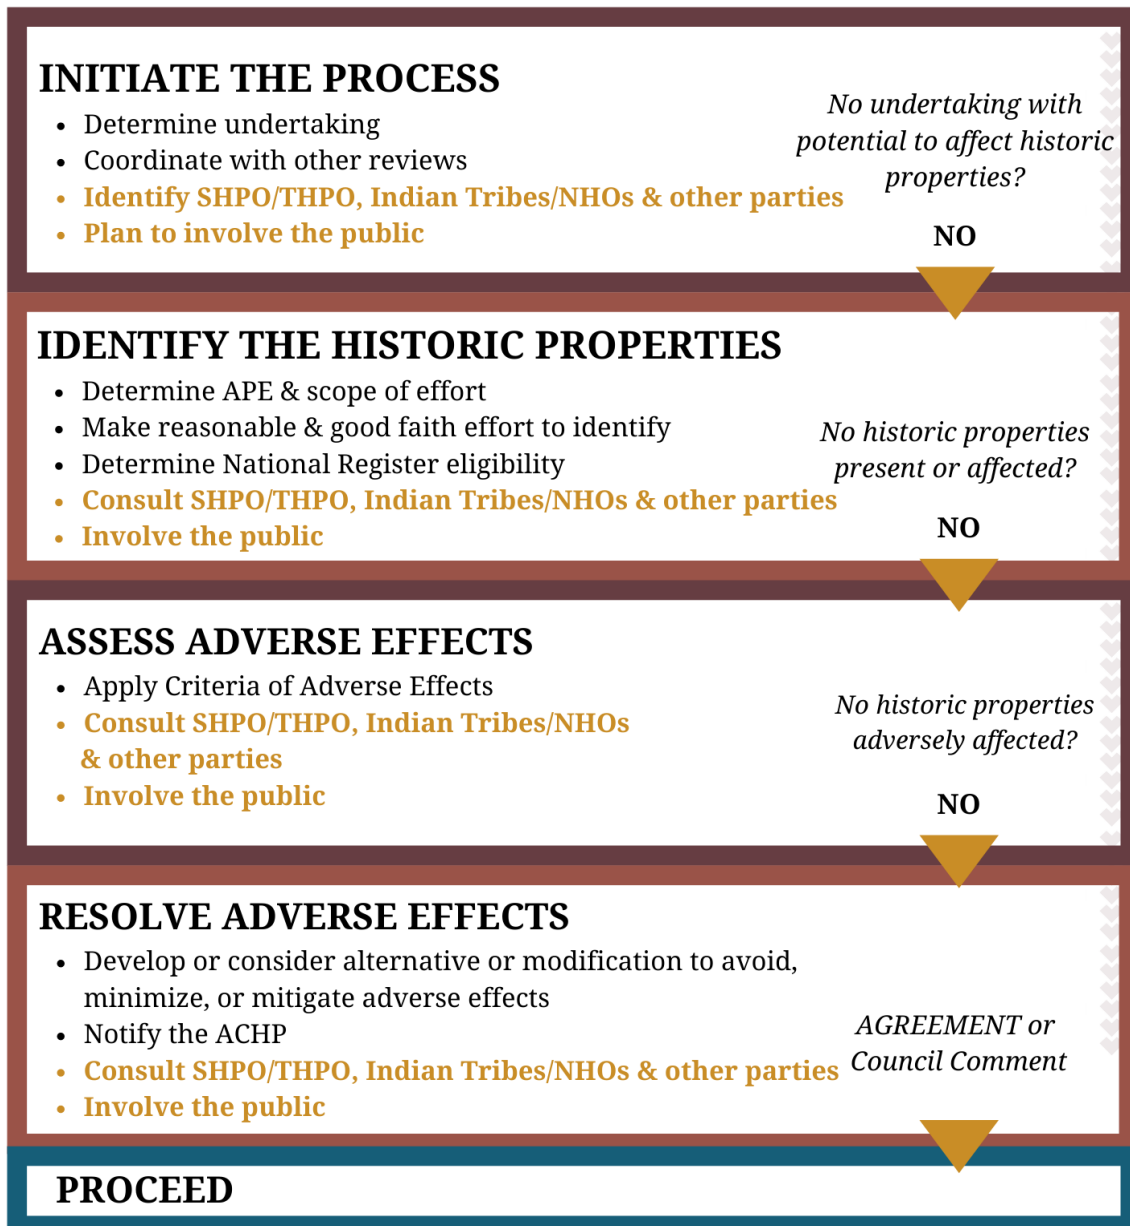 INITIATE THE PROCESS
• Determine undertaking
• Coordinate with other reviews
• Identify SHPO/THPO, Indian Tribes/NHOs & other parties
• Plan to involve the public
No undertaking with
potential to affect historic
properties?
NO
IDENTIFY THE HISTORIC PROPERTIES
• Determine APE & scope of effort
• Make reasonable & good faith effort to identify
• Determine National Register eligibility
• Consult SHPO/THPO, Indian Tribes/NHOs & other parties
• Involve the public
No historic properties
present or affected?
NO
ASSESS ADVERSE EFFECTS
• Apply Criteria of Adverse Effects
• Consult SHPO/THPO, Indian Tribes/NHOs
& other parties
• Involve the public
No historic properties
adversely affected?
NO
RESOLVE ADVERSE EFFECTS
• Develop or consider alternative or modification to avoid,
minimize, or mitigate adverse effects
• Notify the ACHP
• Consult SHPO/THPO, Indian Tribes/NHOs & other parties
• Involve the public
AGREEMENT or
Council Comment
PROCEED